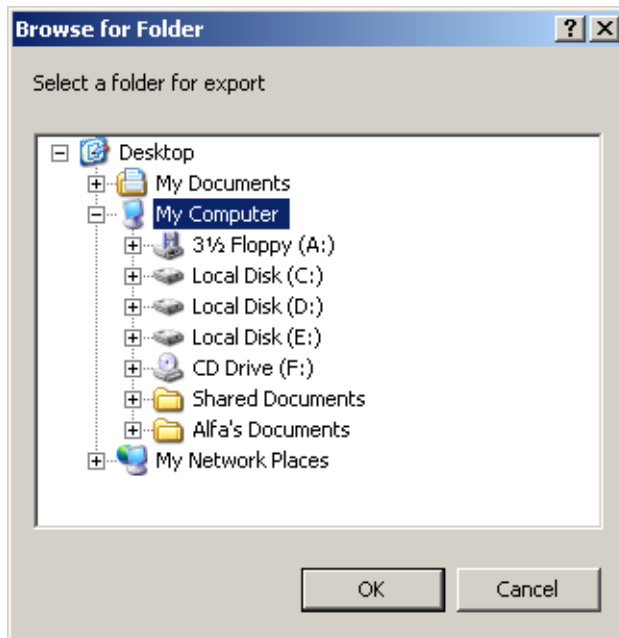 Browse for Folder
Select a folder for export
Desktop
My Documents
My Computer
3½ Floppy (A:)
Local Disk (C:)
Local Disk (D:)
Local Disk (E:)
CD Drive (F:)
Shared Documents
Alfa's Documents
My Network Places
OK Cancel